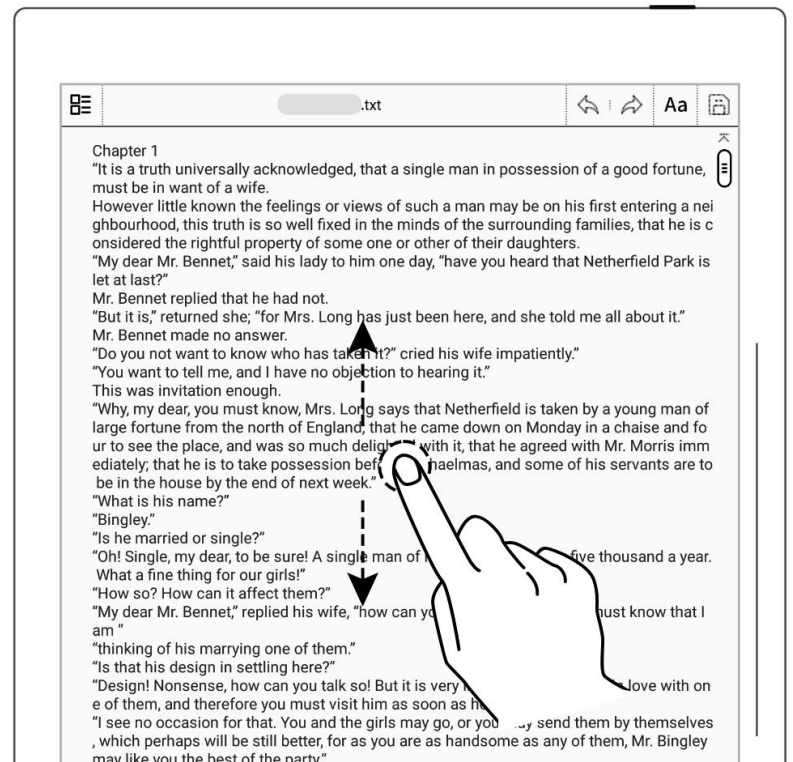 .txt
Aa
Chapter 1
“It is a truth universally acknowledged, that a single man in possession of a good fortune,
must be in want of a wife.
However little known the feelings or views of such a man may be on his first entering a nei
ghbourhood, this truth is so well fixed in the minds of the surrounding families, that he is c
onsidered the rightful property of some one or other of their daughters.
“My dear Mr. Bennet,” said his lady to him one day, “have you heard that Netherfield Park is
let at last?”
Mr. Bennet replied that he had not.
“But it is,” returned she; “for Mrs. Long has just been here, and she told me all about it.”
Mr. Bennet made no answer.
“Do you not want to know who has taken it?” cried his wife impatiently.”
“You want to tell me, and I have no objection to hearing it.”
This was invitation enough.
“Why, my dear, you must know, Mrs. Long says that Netherfield is taken by a young man of
large fortune from the north of England; that he came down on Monday in a chaise and fo
ur to see the place, and was so much with it, that he agreed with Mr. Morris imm
ediately; that he is to take possession and some of his servants are to
be in the house by the end of next week.”
“What is his name?”
“Bingley.”
“Is he married or single?”
“Oh! Single, my dear, to be sure! A single man of five thousand a year.
What a fine thing for our girls!”
“How so? How can it affect them?”
“My dear Mr. Bennet,” replied his wife, “how can know that I
am ”
“thinking of his marrying one of them.”
“Is that his design in settling here?”
“Design! Nonsense, how can you talk so! But it is very love with on
e of them, and therefore you must visit him as soon as
“I see no occasion for that. You and the girls may go, or you send them by themselves
, which perhaps will be still better, for as you are as handsome as any of them, Mr. Bingley
may like you the best of the party”